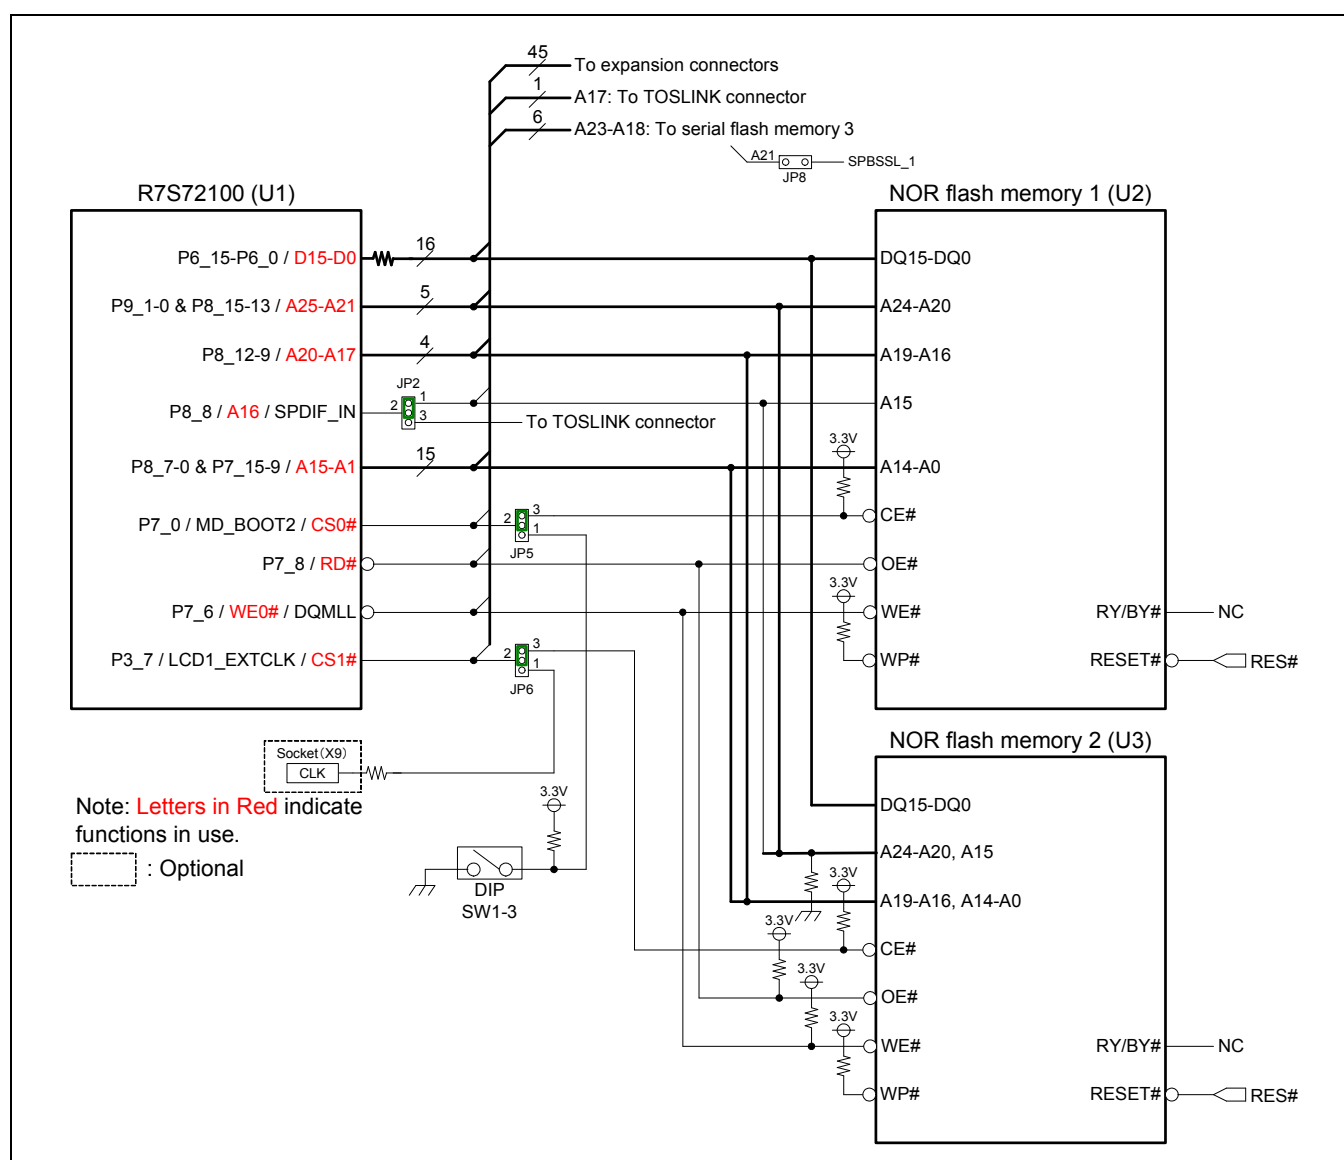 45
To expansion connectors
1
A17: To TOSLINK connector
6
A23-A18: To serial flash memory 3
A21
SPBSSL_1
JP8
R7S72100 (U1)
NOR flash memory 1 (U2)
P6_15-P6_0 / D15-D0
16
DQ15-DQ0
P9_1-0 & P8_15-13 / A25-A21
5
A24-A20
P8_12-9 / A20-A17
4
A19-A16
JP2
P8_8 / A16 / SPDIF_IN
2
1
3
To TOSLINK connector
A15
3.3V
P8_7-0 & P7_15-9 / A15-A1
15
A14-A0
P7_0 / MD_BOOT2 / CS0#
2
3
1
JP5
CE#
P7_8 / RD#
OE#
3.3V
P7_6 / WE0# / DQMLL
WE#
RY/BY#
NC
P3_7 / LCD1_EXTCLK / CS1#
2
3
1
JP6
WP#
RESET#
RES#
Socket(X9)
CLK
NOR flash memory 2 (U3)
Note: Letters in Red indicate
functions in use.
: Optional
3.3V
DIP
SW1-3
DQ15-DQ0
A24-A20, A15
3.3V
A19-A16, A14-A0
3.3V
CE#
3.3V
OE#
3.3V
WE#
RY/BY#
NC
WP#
RESET#
RES#